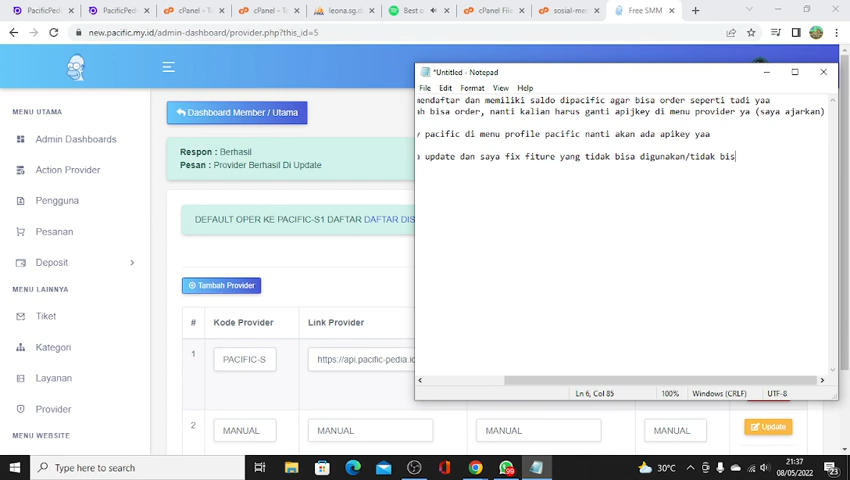 PacificPed
PacificPed
cPanel - T
cPanel - T
leona.sg.d
Best o
cPanel File
sosial-me
Free SMM
new.pacific.my.id/admin-dashboard/provider.php?this_id=5
MENU UTAMA
Admin Dashboards
Action Provider
Pengguna
Pesanan
Deposit
MENU LAINNYA
Tiket
Kategori
Layanan
Provider
MENU WEBSITE
Dashboard Member / Utama
Respon : Berhasil
Pesan : Provider Berhasil Di Update
DEFAULT OPER KE PACIFIC-S1 DAFTAR DAFTAR DIS
Tambah Provider
# Kode Provider Link Provider
1 PACIFIC-S https://api.pacific-pedia.id
2 MANUAL MANUAL MANUAL MANUAL Update
*Untitled - Notepad
File Edit Format View Help
mendaftar dan memiliki saldo dipacific agar bisa order seperti tadi yaa
ah bisa order, nanti kalian harus ganti apijkey di menu provider ya (saya ajarkan)
y pacific di menu profile pacific nanti akan ada apikey yaa
update dan saya fix fiture yang tidak bisa digunakan/tidak bis
Ln 6, Col 85 100% Windows (CRLF) UTF-8
Type here to search
30°C
21:37
08/05/2022
23